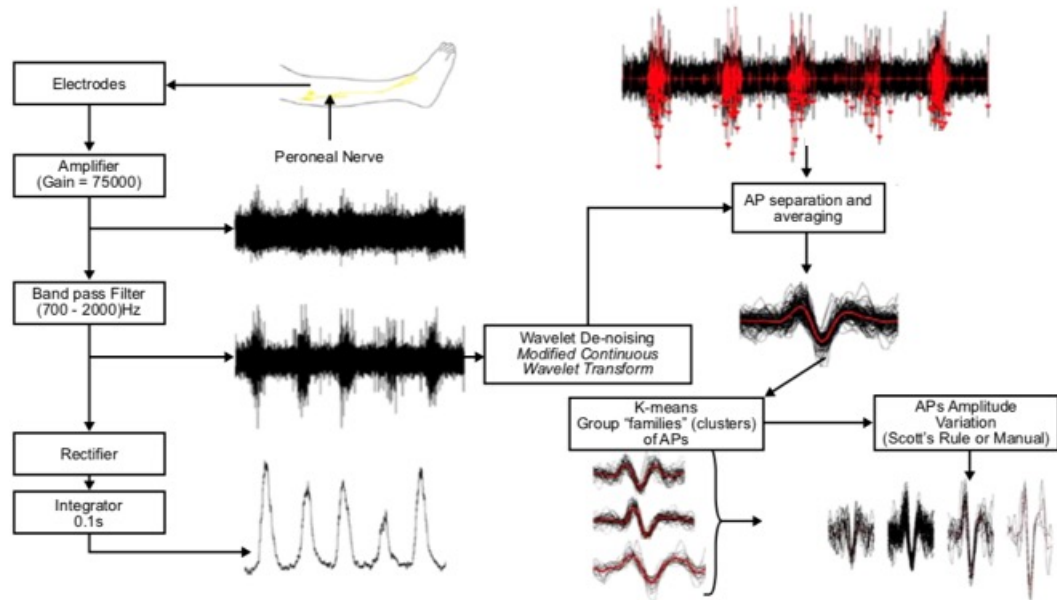 Electrodes
Peroneal Nerve
Amplifier
(Gain = 75000)
Band pass Filter
(700 - 2000)Hz
Rectifier
Integrator
0.1s
Wavelet De-noising
Modified Continuous
Wavelet Transform
AP separation and
averaging
K-means
Group “families” (clusters)
of APs
APs Amplitude
Variation
(Scott’s Rule or Manual)